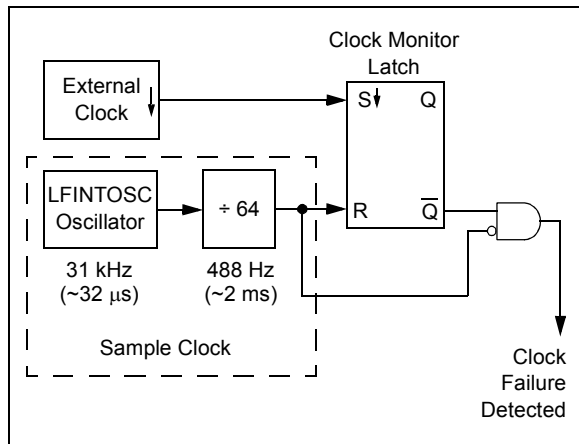 Clock Monitor
Latch
External
Clock
S
Q
LFINTOSC
Oscillator
÷ 64
R
Q̅
31 kHz
(~32 μs)
488 Hz
(~2 ms)
Sample Clock
Clock
Failure
Detected